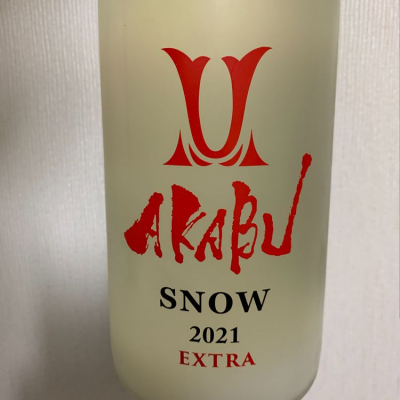 AKABU
SNOW
2021
EXTRA